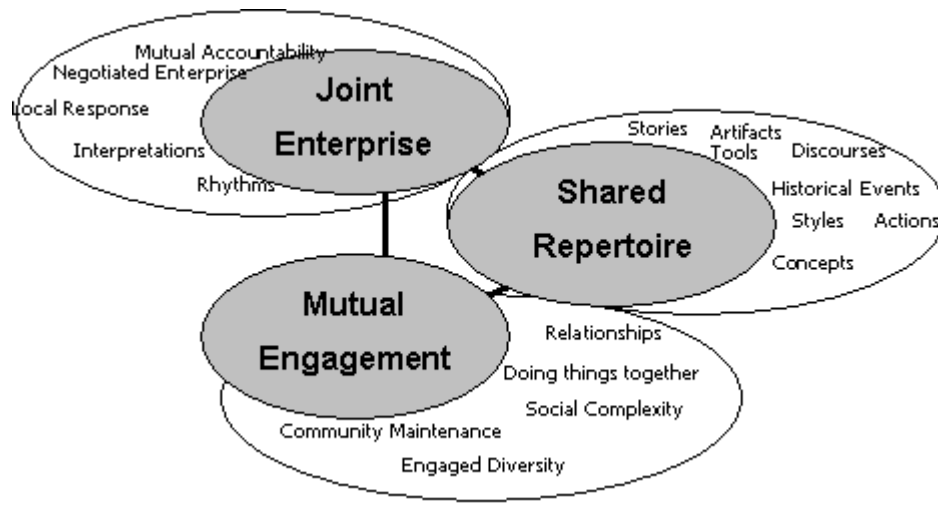 Mutual Accountability
Negotiated Enterprise
Local Response
Interpretations
Rhythms
Joint
Enterprise
Stories
Artifacts
Tools
Discourses
Historical Events
Styles
Actions
Concepts
Shared
Repertoire
Mutual
Engagement
Relationships
Doing things together
Social Complexity
Community Maintenance
Engaged Diversity